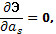 ∂Э/∂a_s = 0,